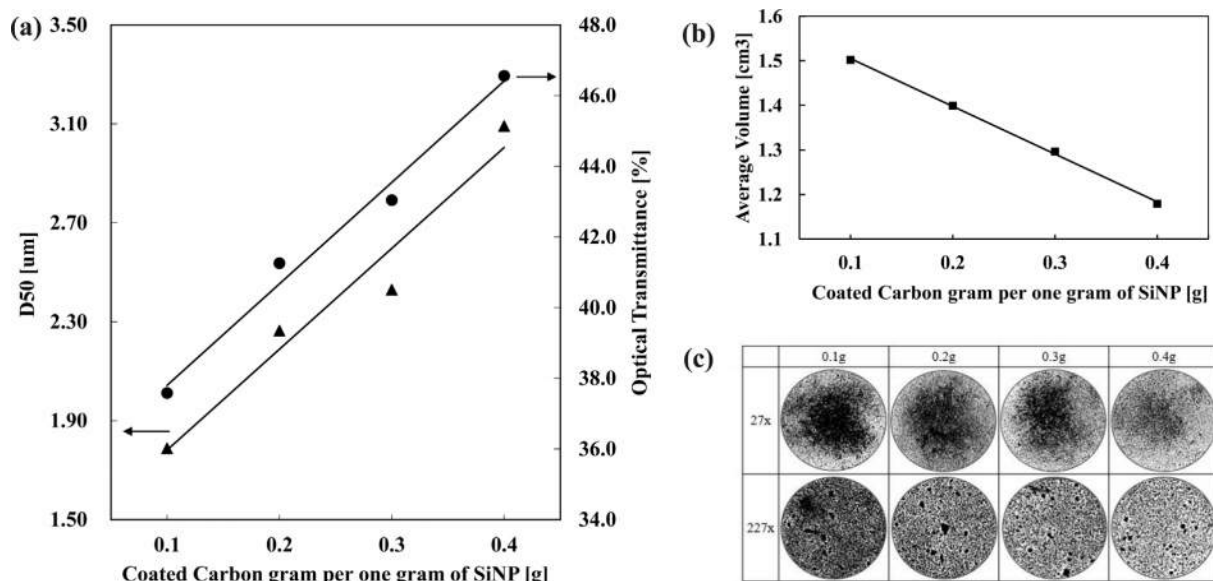 (a)
3.50
3.10
2.70
2.30
1.90
1.50
D50 [um]
48.0
46.0
44.0
42.0
40.0
38.0
36.0
34.0
Optical Transmittance [%]
0.1 0.2 0.3 0.4
Coated Carbon gram per one gram of SiNP [g]
(b)
1.6
1.5
1.4
1.3
1.2
1.1
Average Volume [cm3]
0.1 0.2 0.3 0.4
Coated Carbon gram per one gram of SiNP [g]
(c)
0.1g 0.2g 0.3g 0.4g
27x
227x